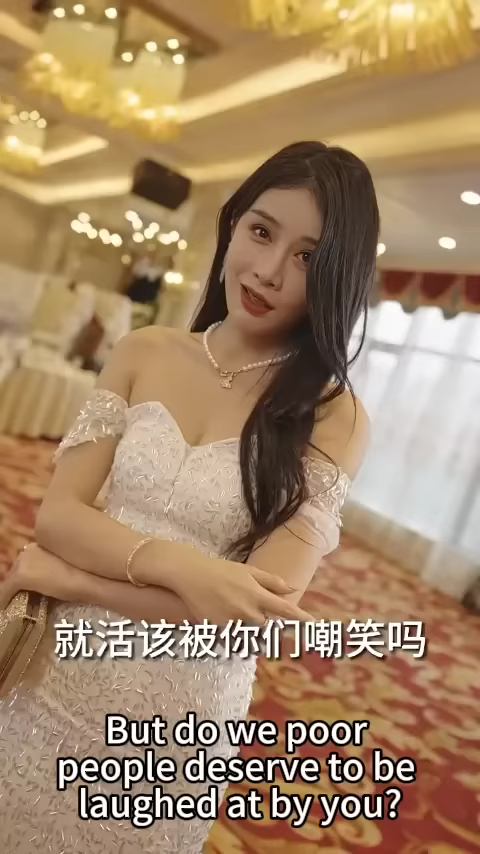 就活该被你们嘲笑吗
But do we poor
people deserve to be
laughed at by you?